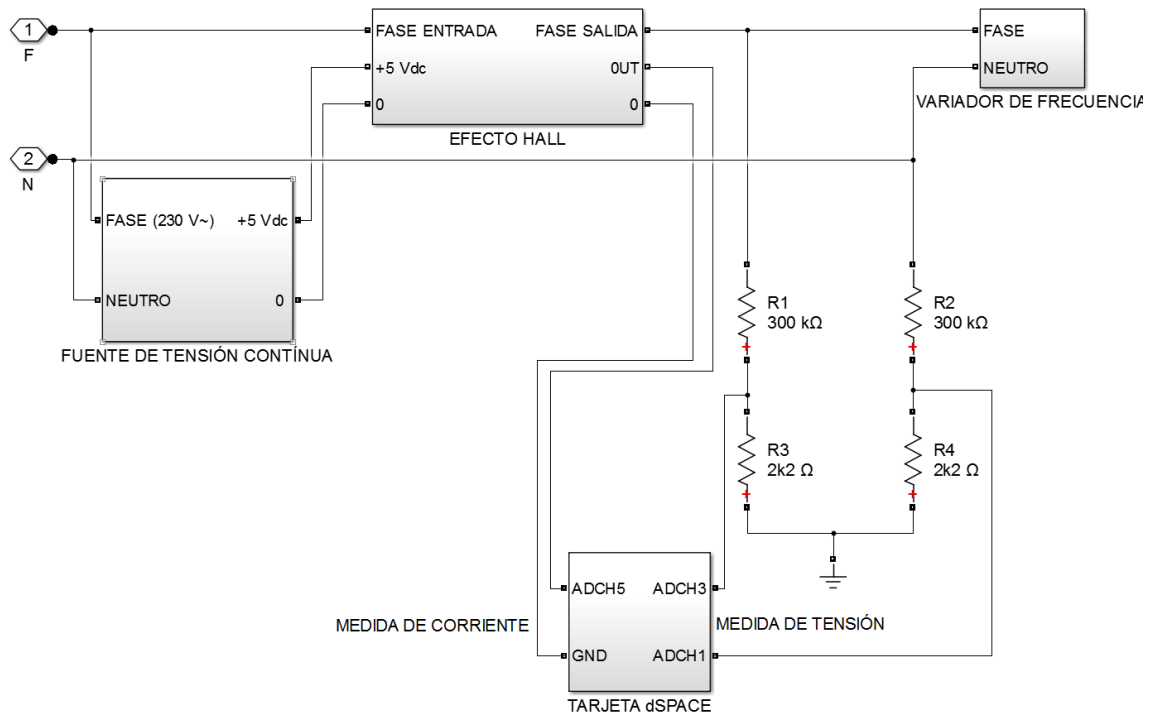 1
F
FASE ENTRADA
FASE SALIDA
+5 Vdc
0UT
0
0
EFECTO HALL
FASE
NEUTRO
VARIADOR DE FRECUENCIA
2
N
FASE (230 V~)
+5 Vdc
NEUTRO
0
FUENTE DE TENSIÓN CONTÍNUA
R1
300 kΩ
R2
300 kΩ
R3
2k2 Ω
R4
2k2 Ω
ADCH5
ADCH3
MEDIDA DE CORRIENTE
MEDIDA DE TENSIÓN
GND
ADCH1
TARJETA dSPACE